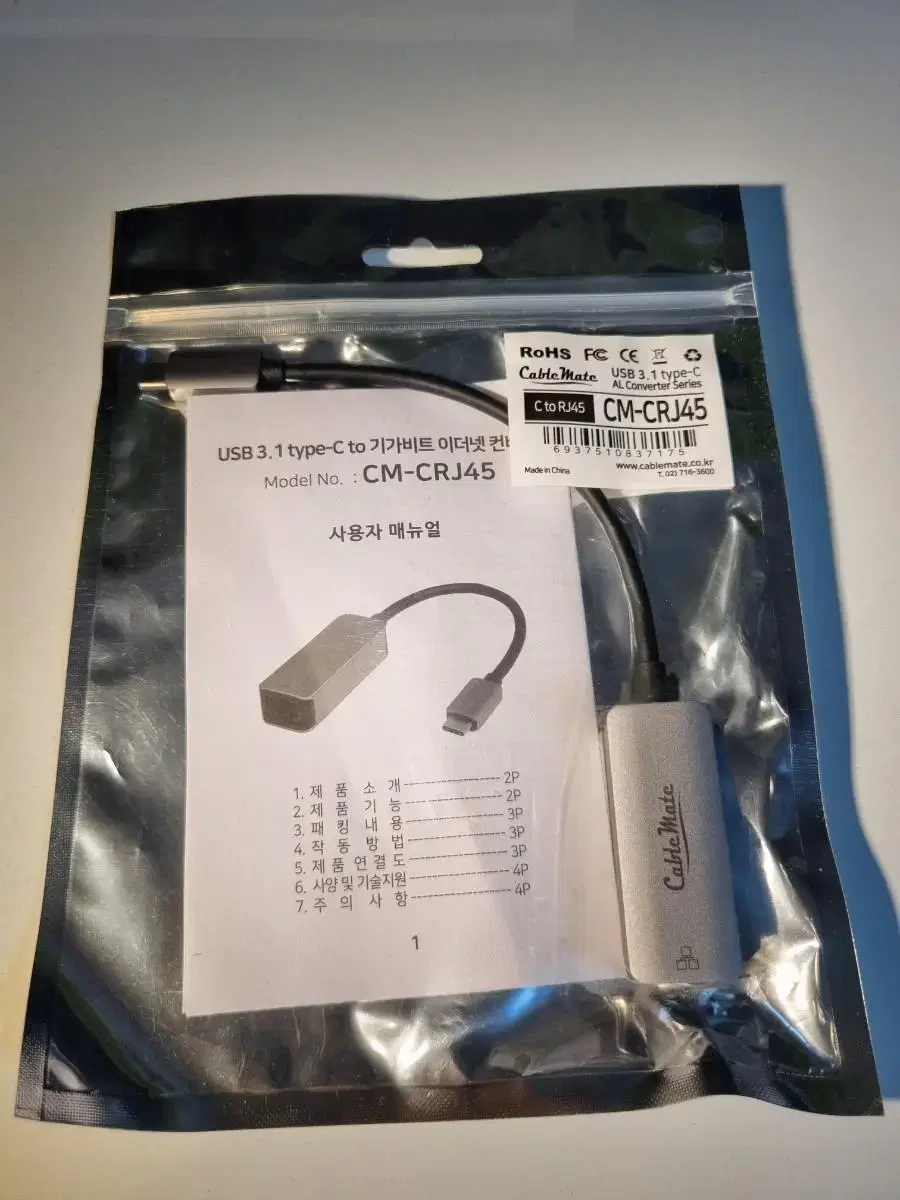 RoHS FC CE
CableMate USB 3.1 type-C
AL Converter Series
C to RJ45 CM-CRJ45
6937510837175
Made in China www.cablemate.co.kr
T. 02) 716-3600
USB 3.1 type-C to 기가비트 이더넷
Model No. : CM-CRJ45
사용자 매뉴얼
1. 제 품 소 개 -------------------- 2P
2. 제 품 기 능 -------------------- 2P
3. 패 킹 내 용 -------------------- 3P
4. 작 동 방 법 -------------------- 3P
5. 제 품 연 결 도 -------------------- 3P
6. 사양 및 기술지원 -------------------- 4P
7. 주 의 사 항 -------------------- 4P
1
CableMate